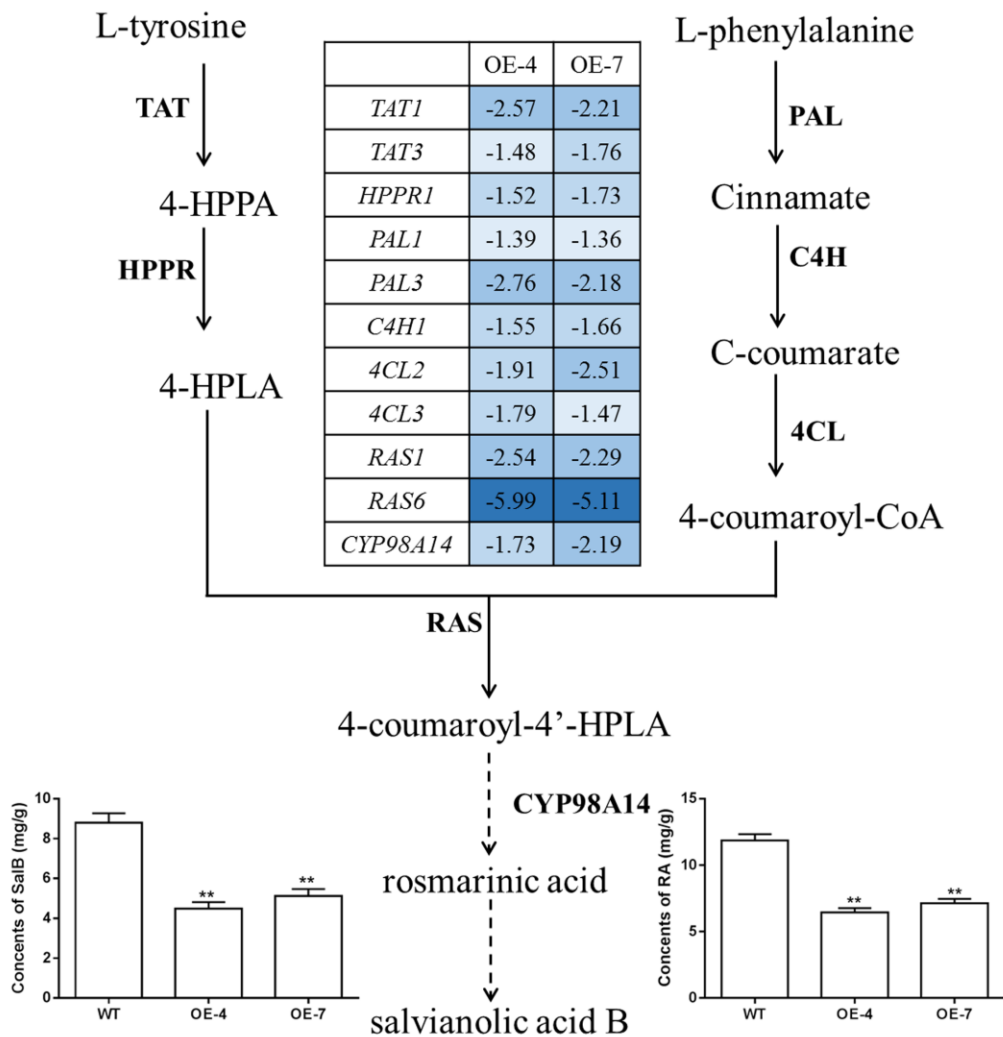 L-tyrosine
L-phenylalanine
OE-4 OE-7
TAT1 -2.57 -2.21
TAT3 -1.48 -1.76
HPPR1 -1.52 -1.73
PAL1 -1.39 -1.36
PAL3 -2.76 -2.18
C4H1 -1.55 -1.66
4CL2 -1.91 -2.51
4CL3 -1.79 -1.47
RAS1 -2.54 -2.29
RAS6 -5.99 -5.11
CYP98A14 -1.73 -2.19
TAT
4-HPPA
HPPR
4-HPLA
PAL
Cinnamate
C4H
C-coumarate
4CL
4-coumaroyl-CoA
RAS
4-coumaroyl-4’-HPLA
CYP98A14
rosmarinic acid
salvianolic acid B
Concents of SalB (mg/g)
10
8
6
4
2
0
**
**
WT OE-4 OE-7
Concents of RA (mg/g)
15
10
5
0
**
**
WT OE-4 OE-7